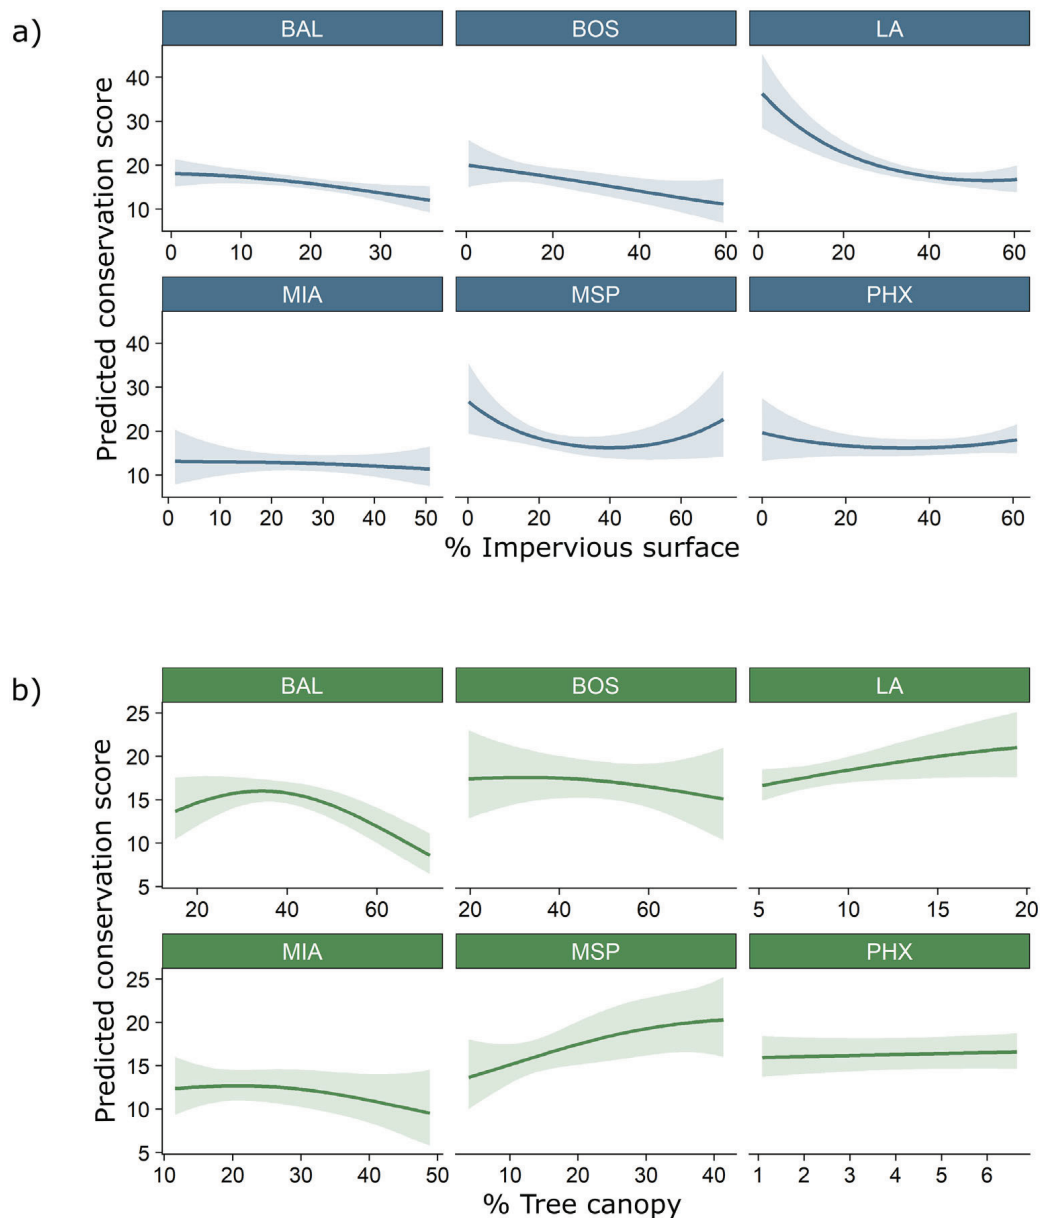 a)
BAL BOS LA
Predicted conservation score
40
30
20
10
0 10 20 30 0 20 40 60 0 20 40 60
MIA MSP PHX
40
30
20
10
0 10 20 30 40 50 0 20 40 60 0 20 40 60
% Impervious surface
b)
BAL BOS LA
Predicted conservation score
25
20
15
10
5
20 40 60 20 40 60 5 10 15 20
MIA MSP PHX
25
20
15
10
5
10 20 30 40 50 10 20 30 40 1 2 3 4 5 6
% Tree canopy